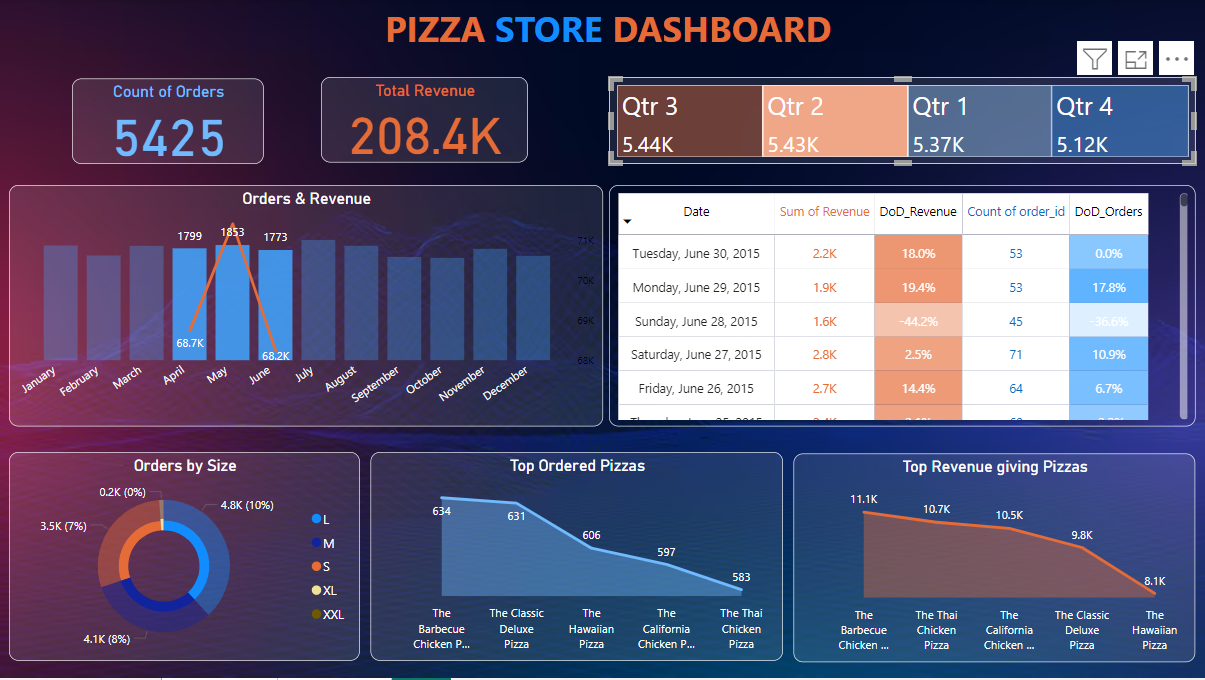 PIZZA STORE DASHBOARD
Count of Orders
5425
Total Revenue
208.4K
Qtr 3
5.44K
Qtr 2
5.43K
Qtr 1
5.37K
Qtr 4
5.12K
Orders & Revenue
1799
1853
1773
68.7K
68.2K
71K
70K
69K
68K
January
February
March
April
May
June
July
August
September
October
November
December
Date Sum of Revenue DoD_Revenue Count of order_id DoD_Orders
Tuesday, June 30, 2015 2.2K 18.0% 53 0.0%
Monday, June 29, 2015 1.9K 19.4% 53 17.8%
Sunday, June 28, 2015 1.6K -44.2% 45 -36.6%
Saturday, June 27, 2015 2.8K 2.5% 71 10.9%
Friday, June 26, 2015 2.7K 14.4% 64 6.7%
Orders by Size
0.2K (0%)
4.8K (10%)
3.5K (7%)
4.1K (8%)
L
M
S
XL
XXL
Top Ordered Pizzas
634
631
606
597
583
The
Barbecue
Chicken P...
The Classic
Deluxe
Pizza
The
Hawaiian
Pizza
The
California
Chicken P...
The Thai
Chicken
Pizza
Top Revenue giving Pizzas
11.1K
10.7K
10.5K
9.8K
8.1K
The
Barbecue
Chicken ...
The Thai
Chicken
Pizza
The
California
Chicken ...
The Classic
Deluxe
Pizza
The
Hawaiian
Pizza